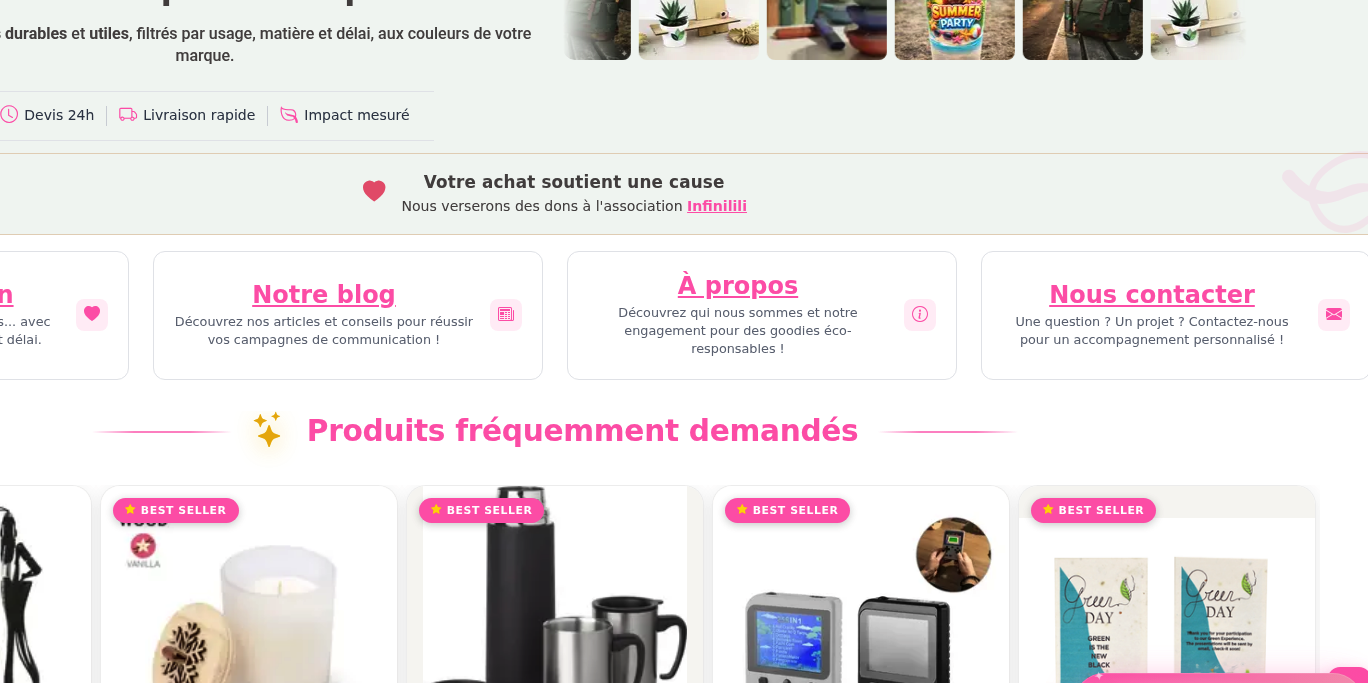 SUMMER
PARTY
durables et utiles, filtrés par usage, matière et délai, aux couleurs de votre
marque.
Devis 24h
Livraison rapide
Impact mesuré
Votre achat soutient une cause
Nous verserons des dons à l'association Infinilili
n
s... avec
délai.
Notre blog
Découvrez nos articles et conseils pour réussir
vos campagnes de communication !
À propos
Découvrez qui nous sommes et notre
engagement pour des goodies éco-
responsables !
Nous contacter
Une question ? Un projet ? Contactez-nous
pour un accompagnement personnalisé !
Produits fréquemment demandés
BEST SELLER
VANILLA
BEST SELLER
BEST SELLER
BEST SELLER
Green
DAY
GREEN
IS THE
NEW
BLACK
Green
DAY